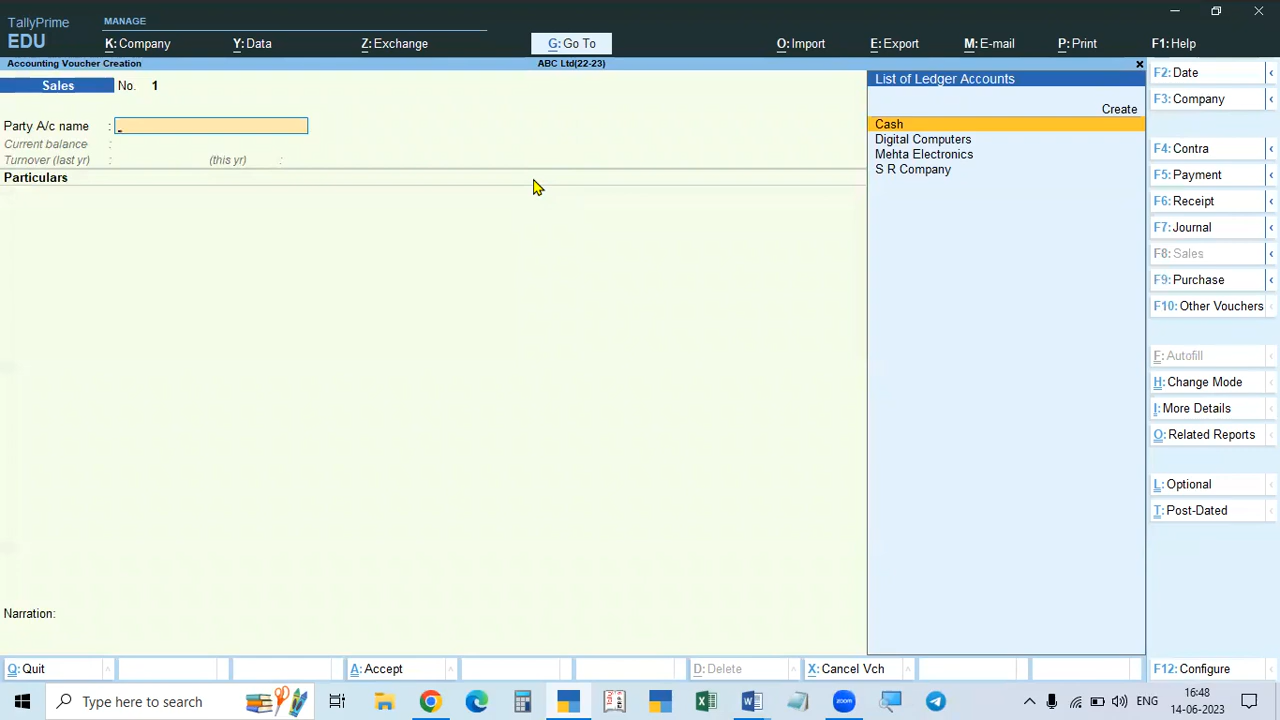 TallyPrime
EDU
MANAGE
K: Company
Y: Data
Z: Exchange
G: Go To
O: Import
E: Export
M: E-mail
P: Print
F1: Help
Accounting Voucher Creation
ABC Ltd(22-23)
Sales No. 1
Party A/c name :
Current balance :
Turnover (last yr) : (this yr) :
Particulars
Narration:
List of Ledger Accounts
Create
Cash
Digital Computers
Mehta Electronics
S R Company
F2: Date
F3: Company
F4: Contra
F5: Payment
F6: Receipt
F7: Journal
F8: Sales
F9: Purchase
F10: Other Vouchers
F: Autofill
H: Change Mode
I: More Details
O: Related Reports
L: Optional
T: Post-Dated
Q: Quit
A: Accept
D: Delete
X: Cancel Vch
F12: Configure
Type here to search
zoom
ENG
16:48
14-06-2023